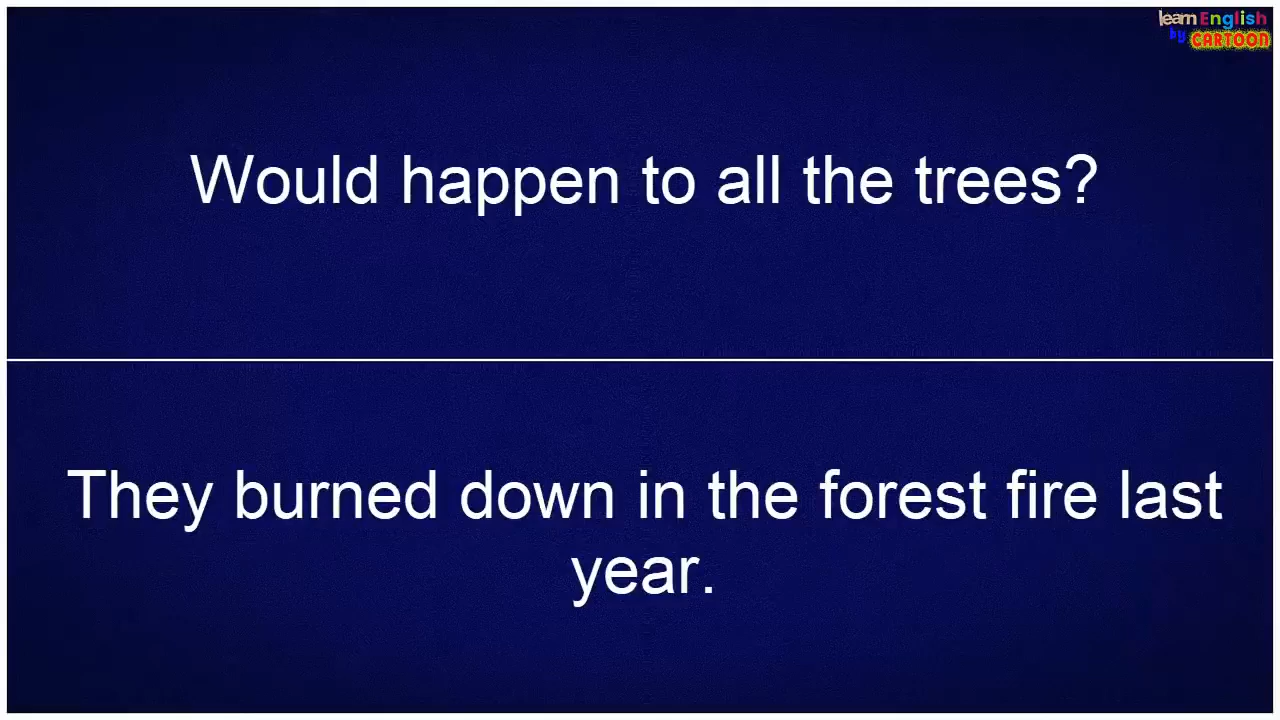 learn English
by CARTOON
Would happen to all the trees?
They burned down in the forest fire last
year.